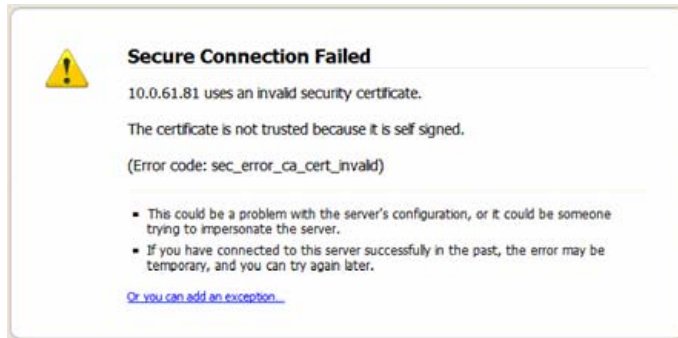 Secure Connection Failed
10.0.61.81 uses an invalid security certificate.
The certificate is not trusted because it is self signed.
(Error code: sec_error_ca_cert_invalid)
▪ This could be a problem with the server's configuration, or it could be someone
trying to impersonate the server.
▪ If you have connected to this server successfully in the past, the error may be
temporary, and you can try again later.
Or you can add an exception...